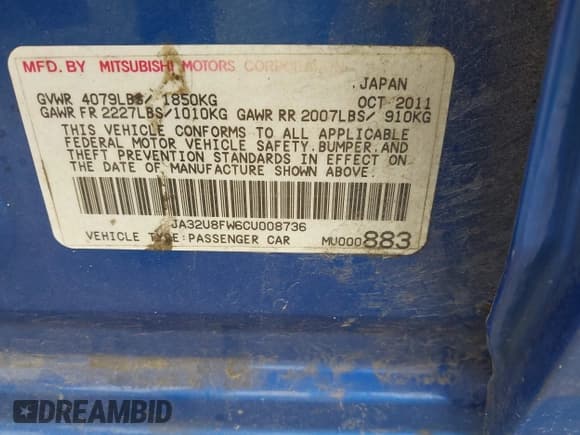 MFD. BY MITSUBISHI MOTORS CORPORATION
JAPAN
GVWR 4079LBS/ 1850KG OCT 2011
GAWR FR 2227LBS/1010KG GAWR RR 2007LBS/ 910KG
THIS VEHICLE CONFORMS TO ALL APPLICABLE
FEDERAL MOTOR VEHICLE SAFETY, BUMPER, AND
THEFT PREVENTION STANDARDS IN EFFECT ON
THE DATE OF MANUFACTURE SHOWN ABOVE.
JA32U8FW6CU008736
VEHICLE TYPE: PASSENGER CAR MU000883
DREAMBID